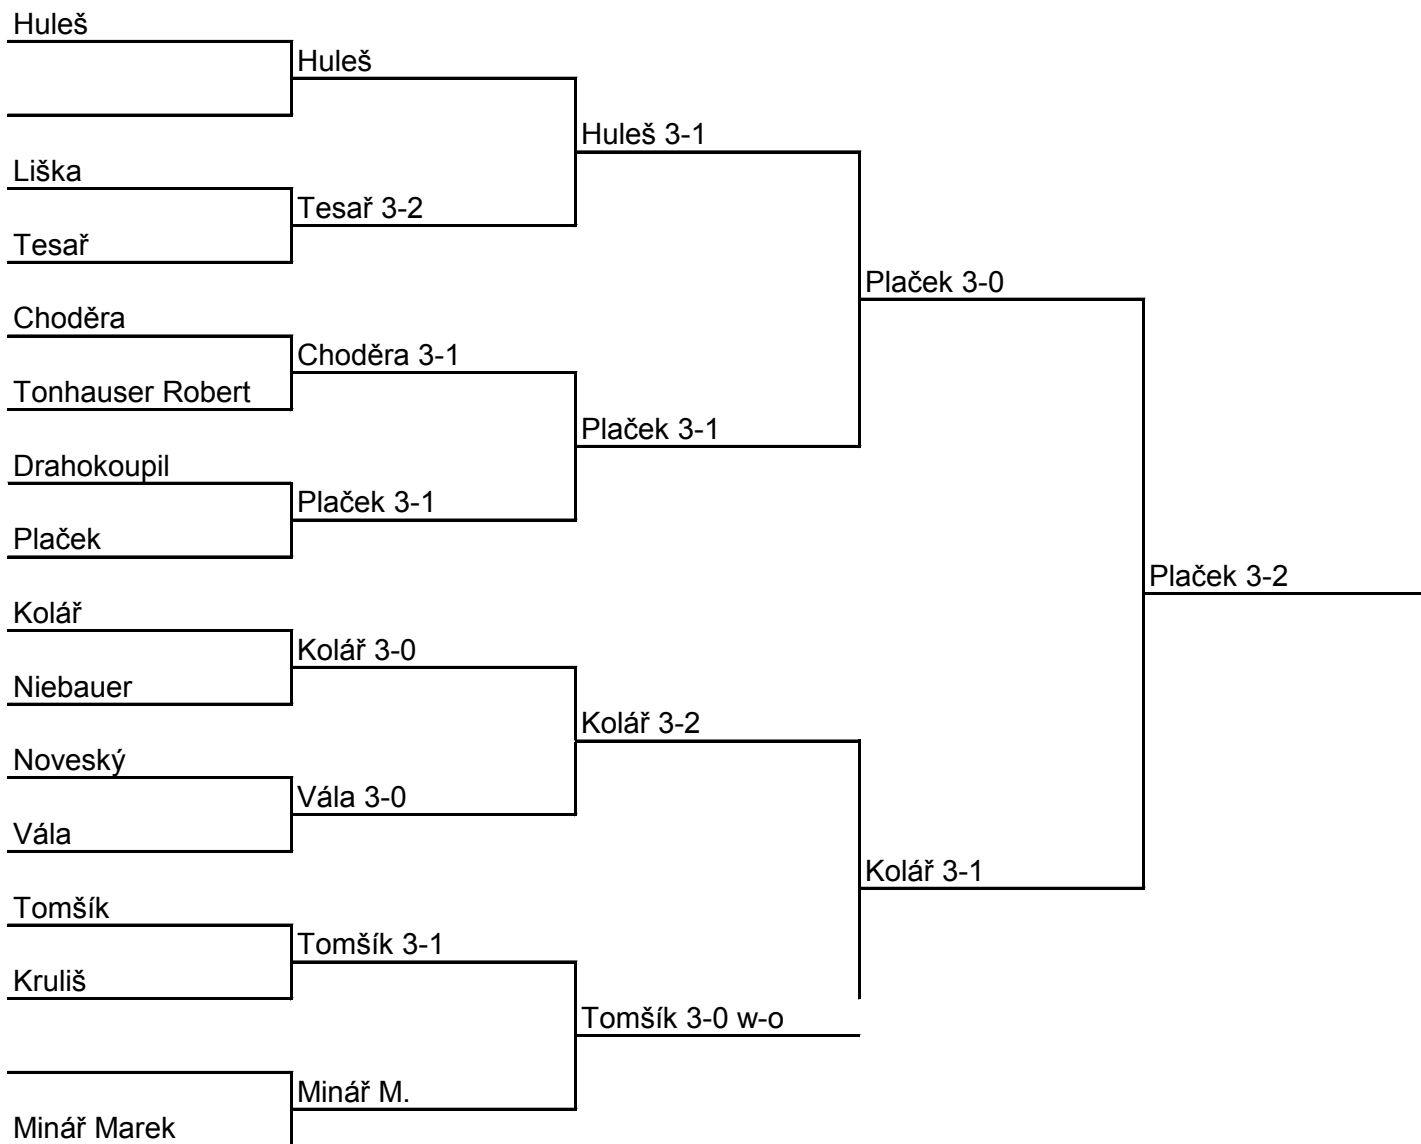 Huleš
Huleš
Huleš 3-1
Liška
Tesař 3-2
Tesař
Plaček 3-0
Choděra
Choděra 3-1
Tonhauser Robert
Plaček 3-1
Drahokoupil
Plaček 3-1
Plaček
Plaček 3-2
Kolář
Kolář 3-0
Niebauer
Kolář 3-2
Noveský
Vála 3-0
Vála
Kolář 3-1
Tomšík
Tomšík 3-1
Kruliš
Tomšík 3-0 w-o
Minář M.
Minář Marek